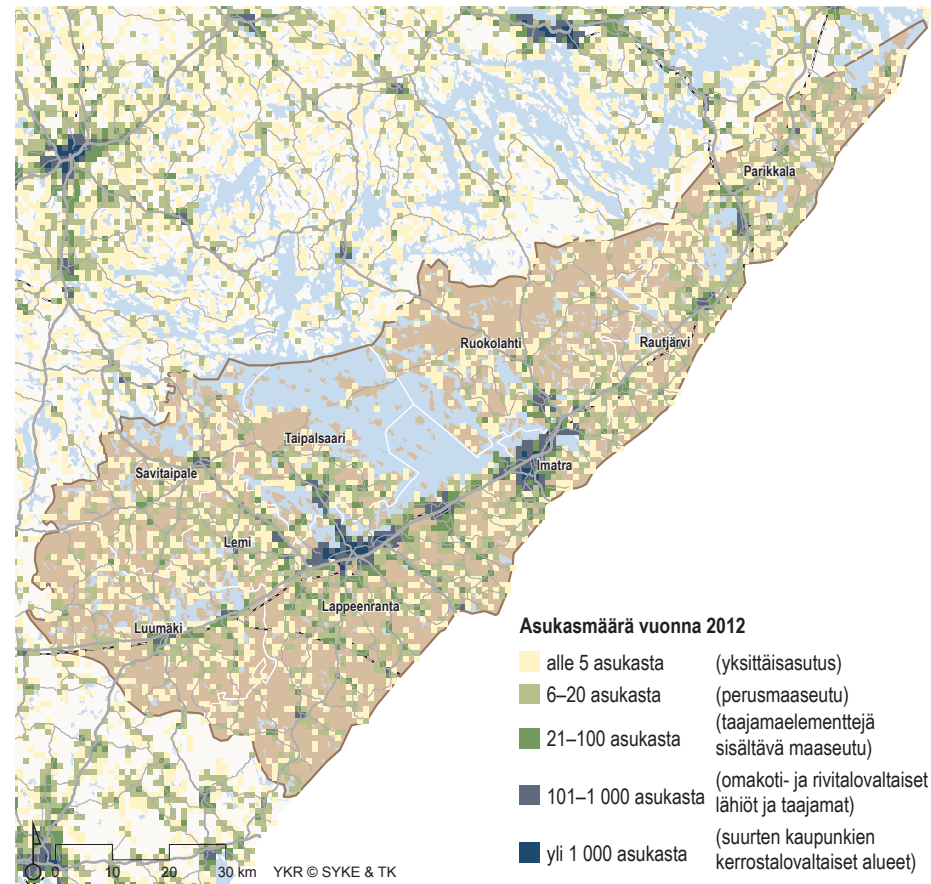 Parikkala
Ruokolahti
Rautjärvi
Taipalsaari
Savitaipale
Imatra
Lemi
Lappeenranta
Luumäki
Asukasmäärä vuonna 2012
alle 5 asukasta (yksittäisasutus)
6–20 asukasta (perusmaaseutu)
21–100 asukasta (taajamaelementtejä
sisältävä maaseutu)
101–1 000 asukasta (omakoti- ja rivitalovaltaiset
lähiöt ja taajamat)
yli 1 000 asukasta (suurten kaupunkien
kerrostalovaltaiset alueet)
0 10 20 30 km YKR © SYKE & TK